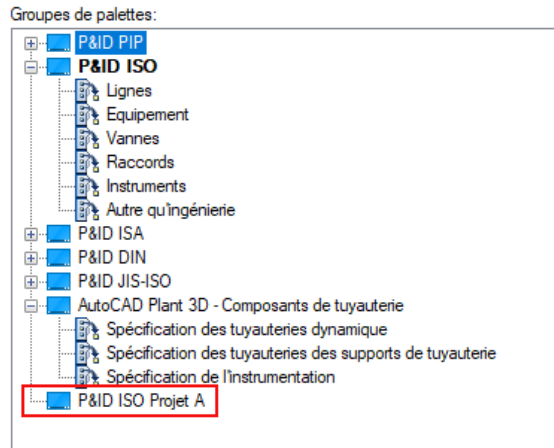 Groupes de palettes:
P&ID PIP
P&ID ISO
Lignes
Equipement
Vannes
Raccords
Instruments
Autre qu'ingénierie
P&ID ISA
P&ID DIN
P&ID JIS-ISO
AutoCAD Plant 3D - Composants de tuyauterie
Spécification des tuyauteries dynamique
Spécification des tuyauteries des supports de tuyauterie
Spécification de l'instrumentation
P&ID ISO Projet A